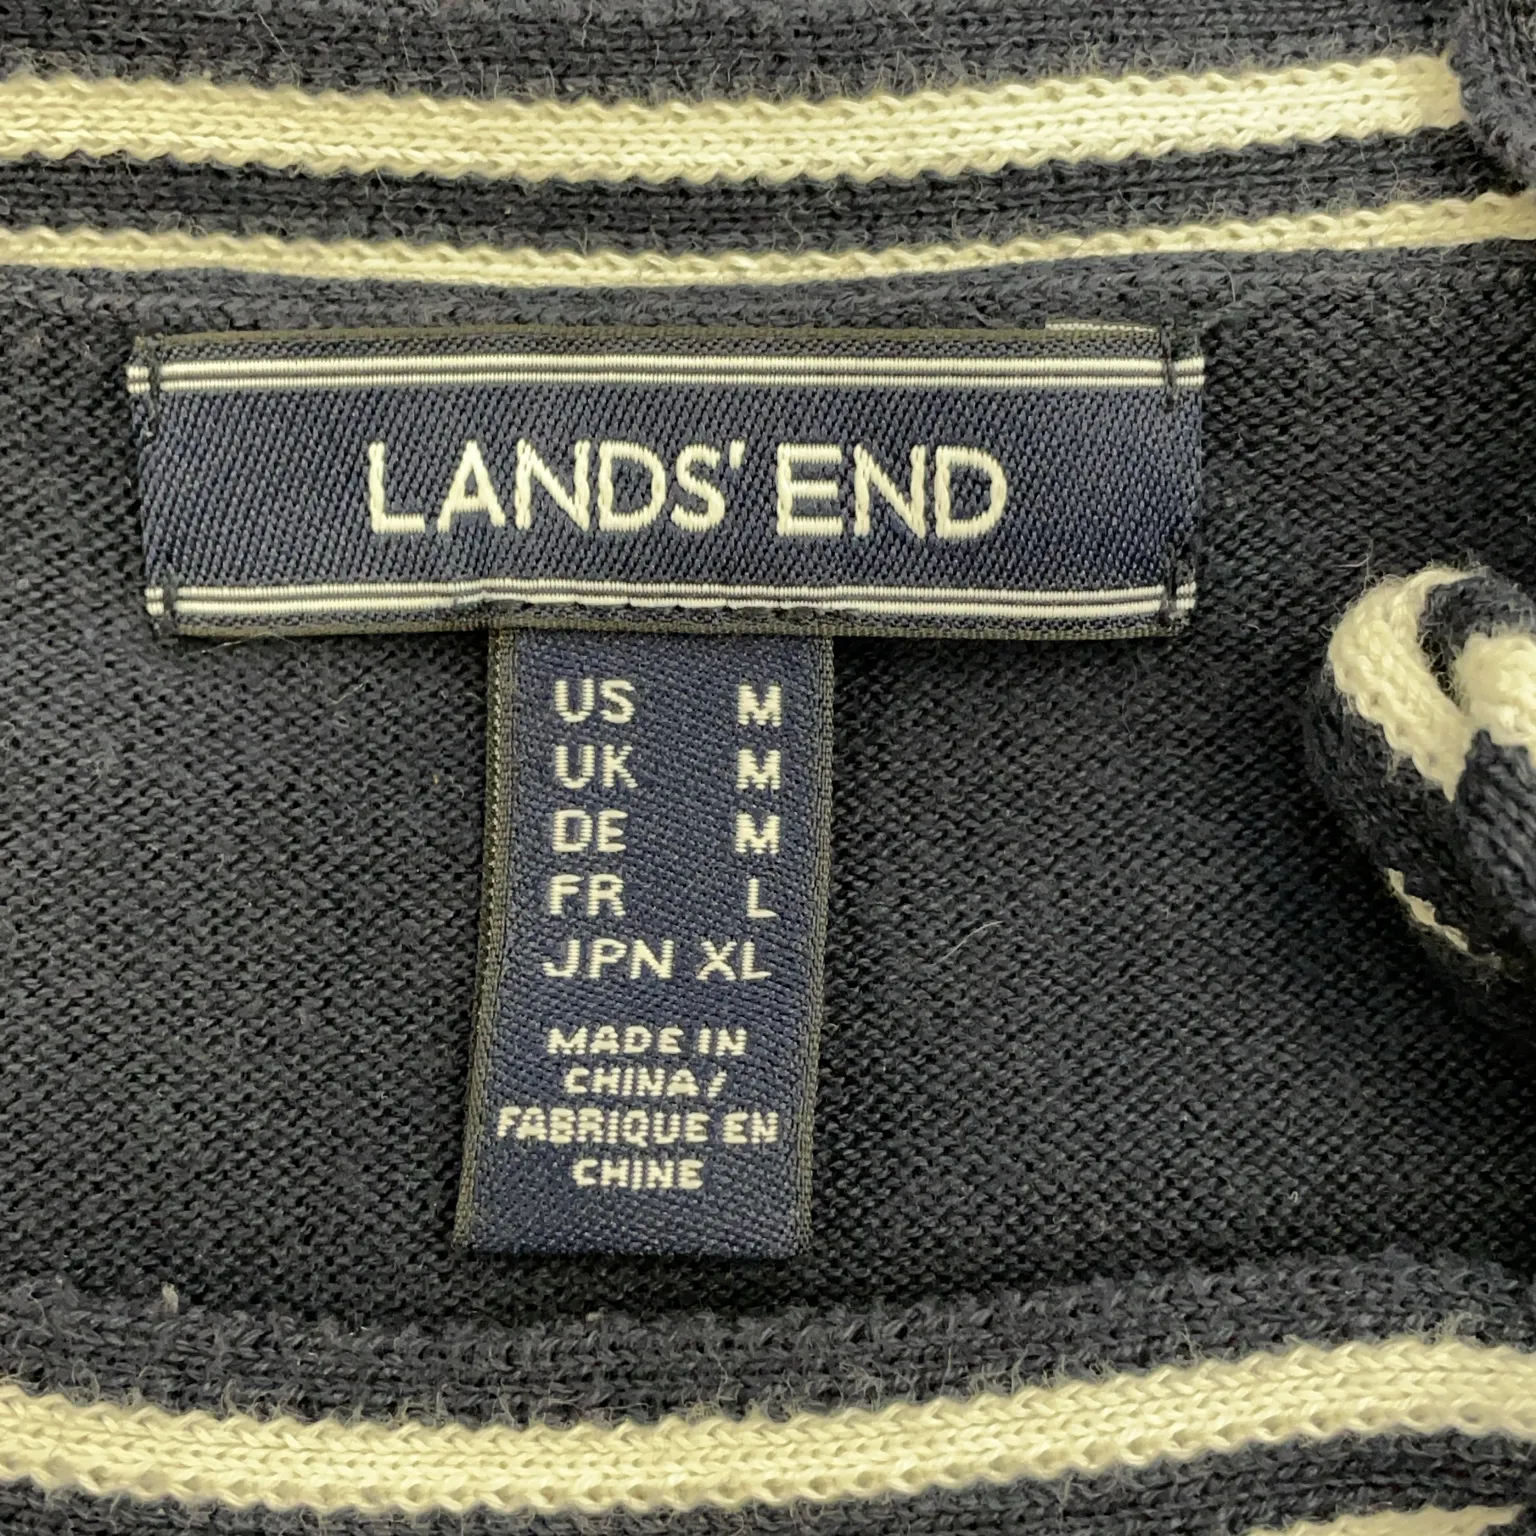 LANDS' END
US M
UK M
DE M
FR L
JPN XL
MADE IN
CHINA/
FABRIQUE EN
CHINE